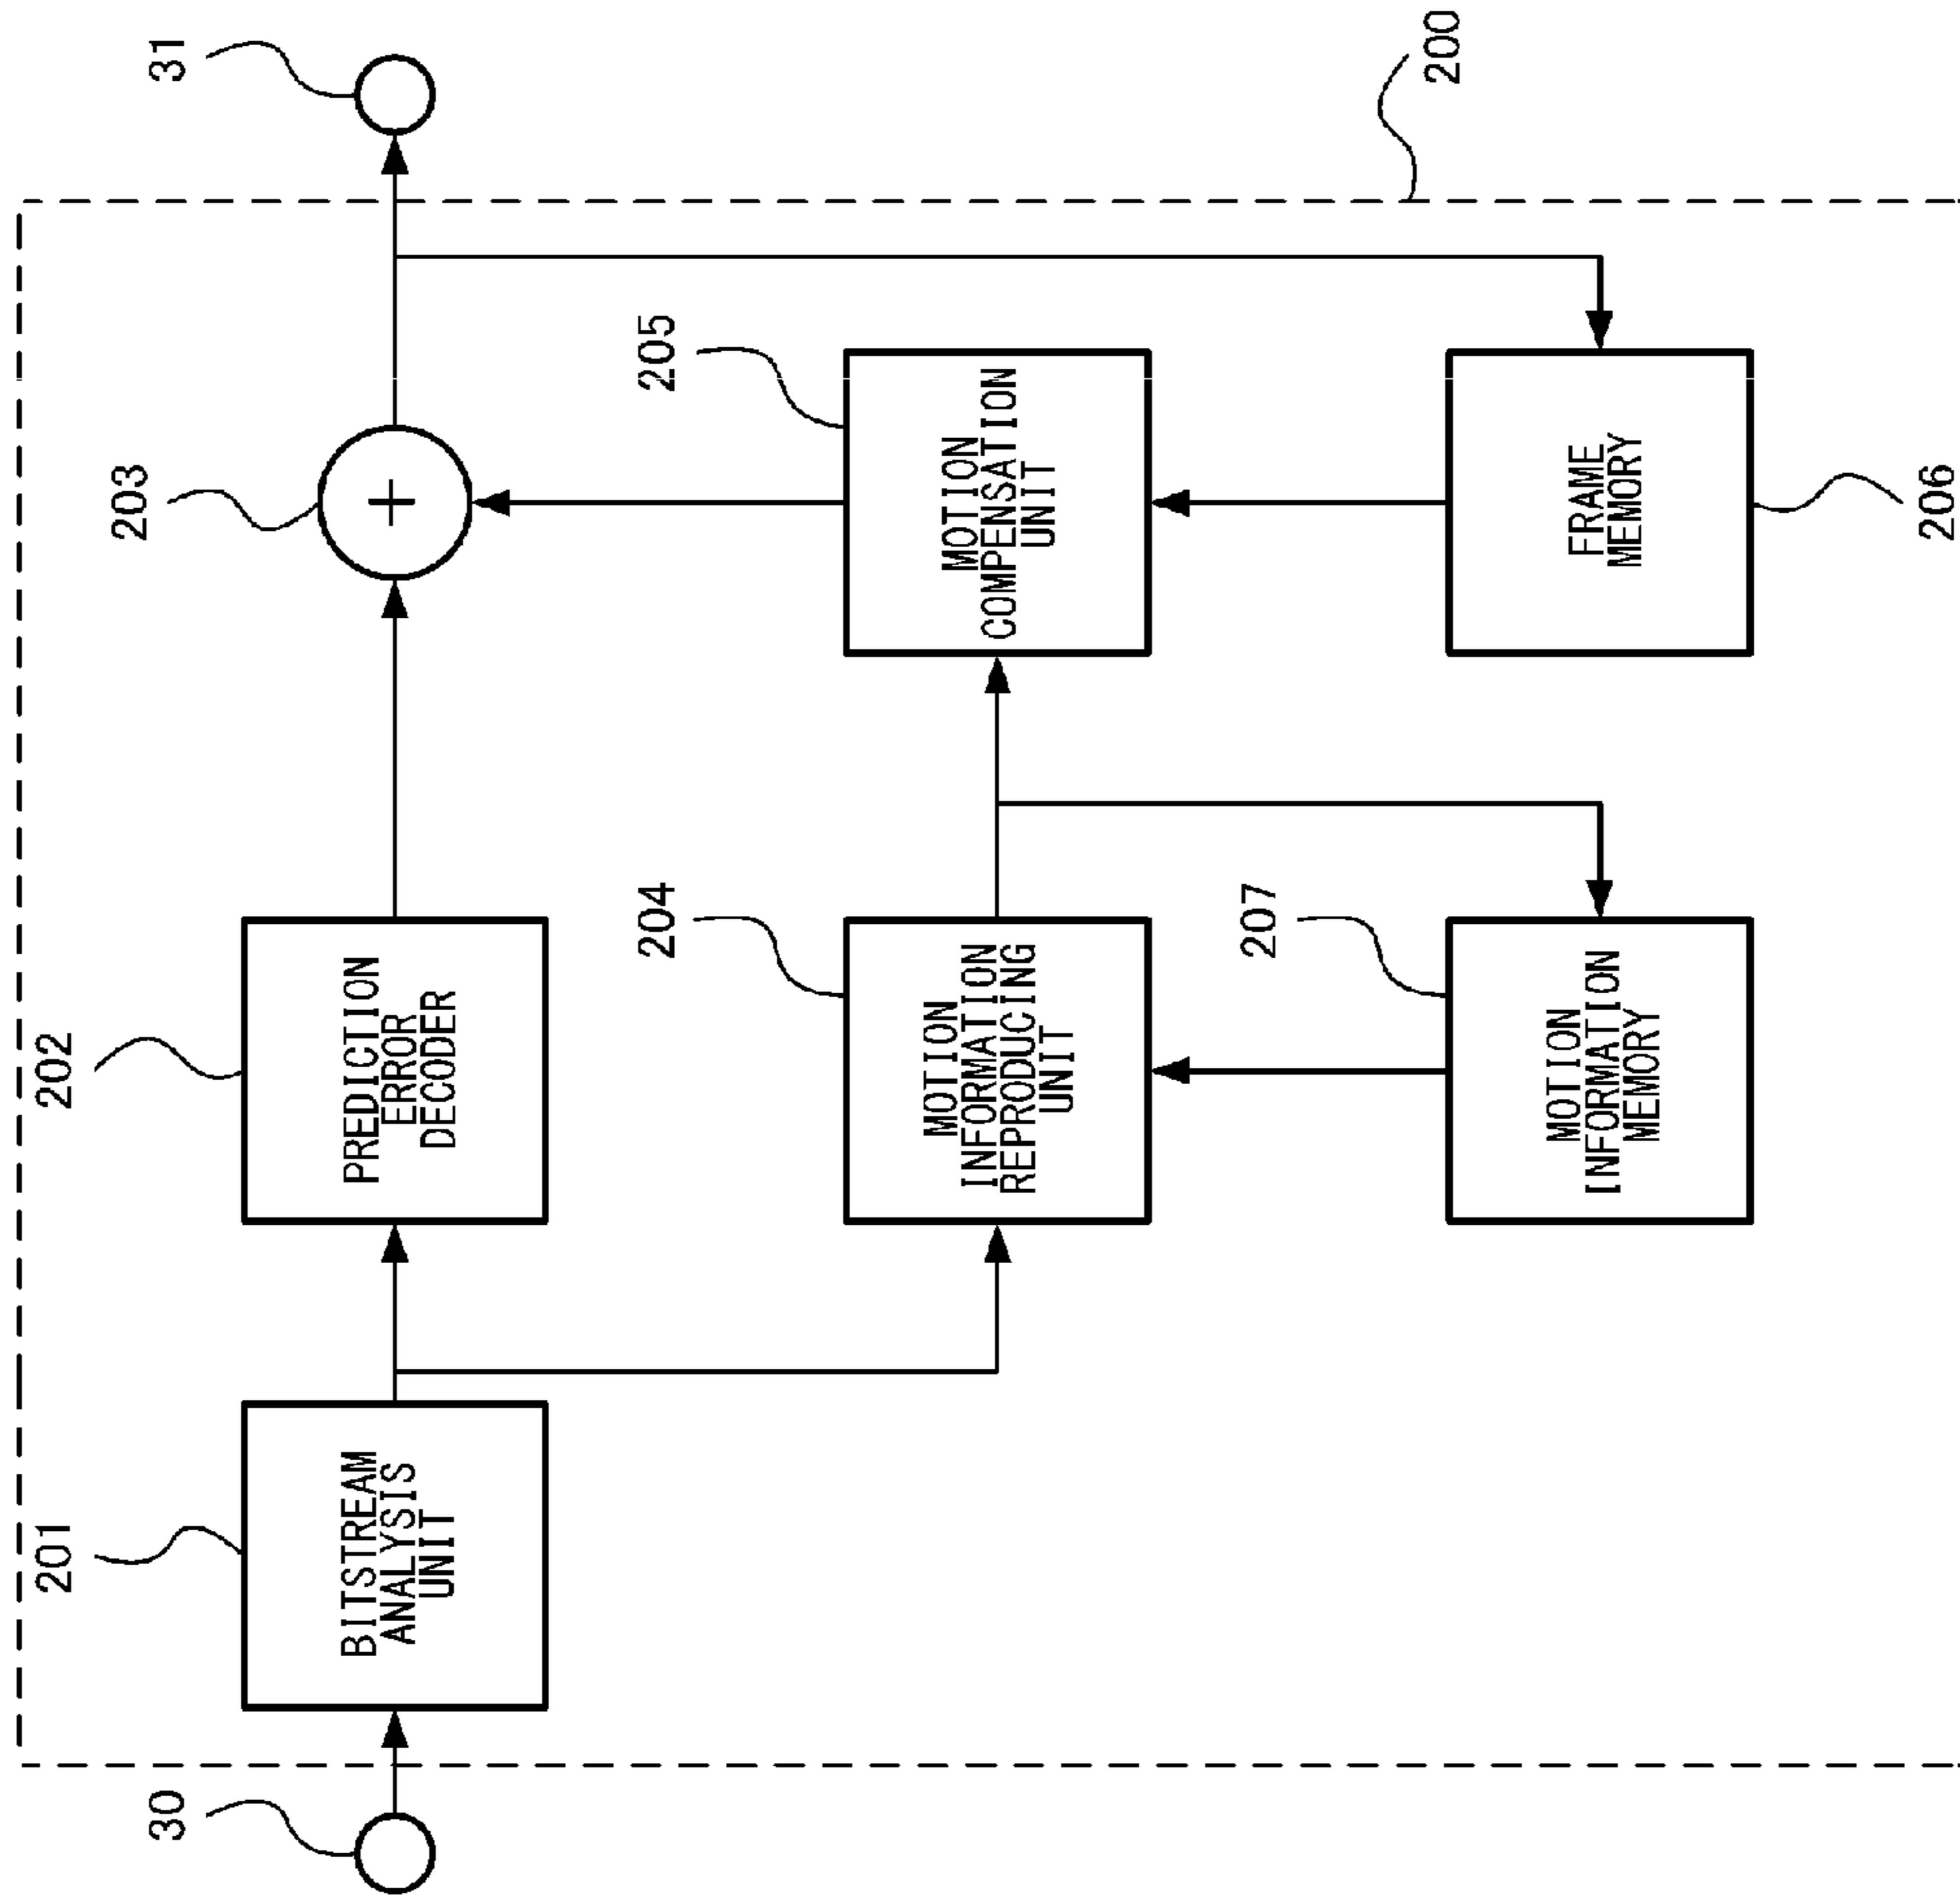 201
202
203
31
30
BITSTREAM
ANALYSIS
UNIT
PREDICTION
ERROR
DECODER
204
205
MOTION
INFORMATION
REPRODUCING
UNIT
MOTION
COMPENSATION
UNIT
207
MOTION
INFORMATION
MEMORY
FRAME
MEMORY
206
200
+